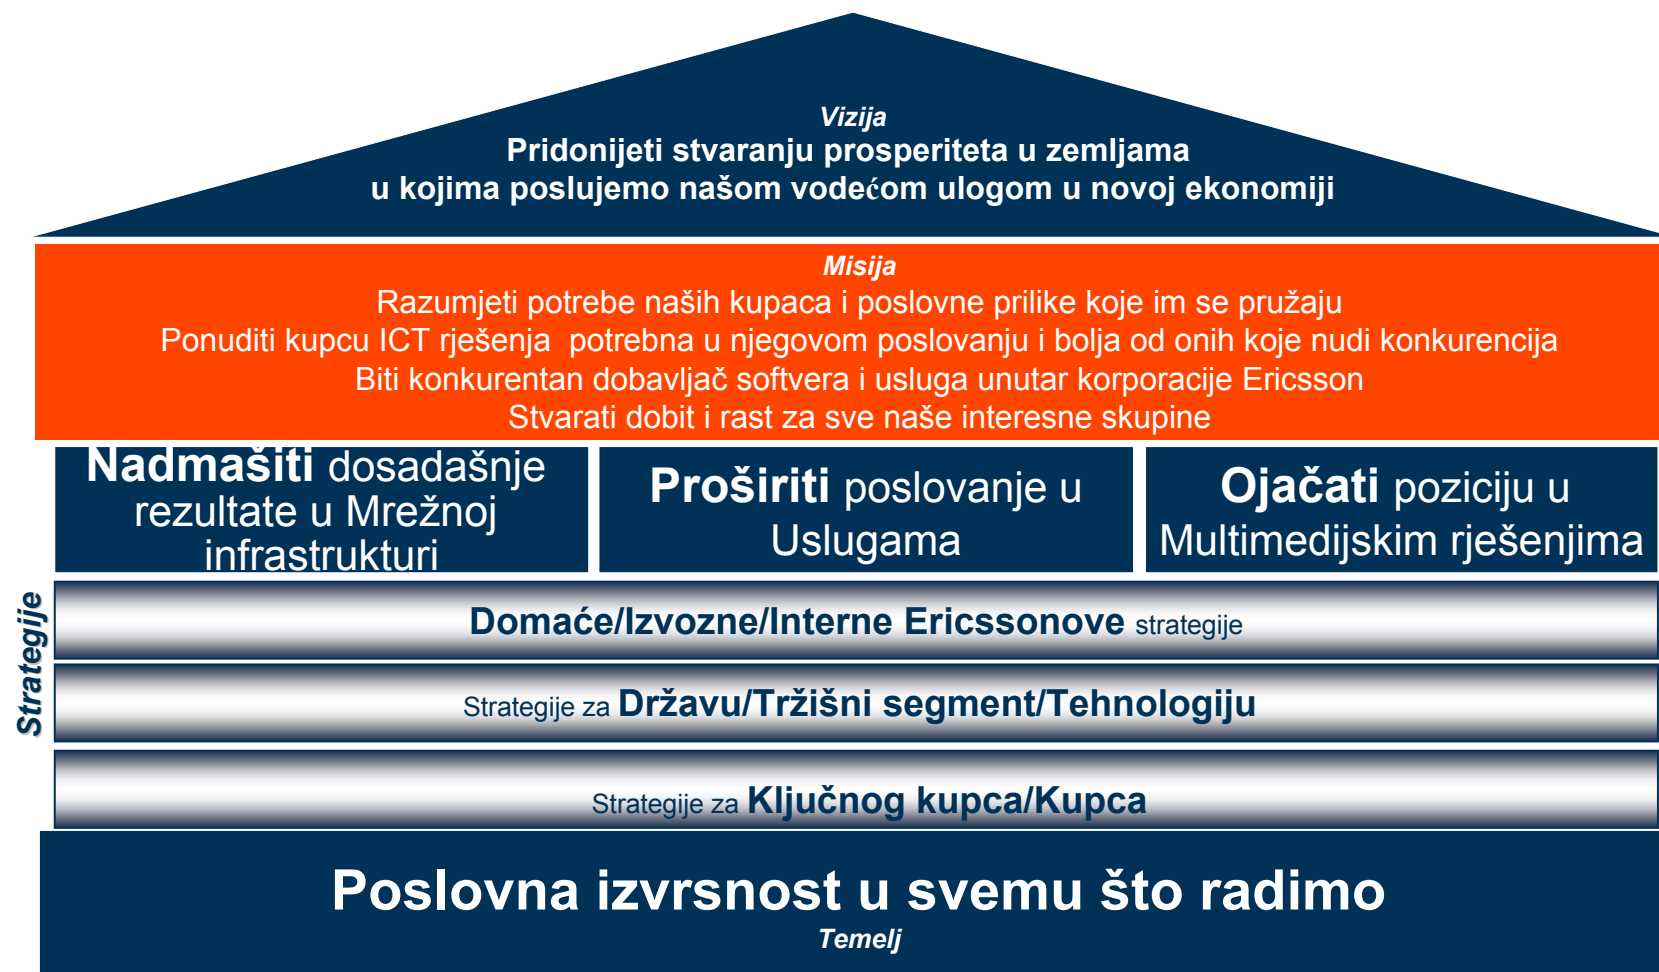 Vizija
Pridonijeti stvaranju prosperiteta u zemljama
u kojima poslujemo našom vodećom ulogom u novoj ekonomiji
Misija
Razumjeti potrebe naših kupaca i poslovne prilike koje im se pružaju
Ponuditi kupcu ICT rješenja potrebna u njegovom poslovanju i bolja od onih koje nudi konkurencija
Biti konkurentan dobavljač softvera i usluga unutar korporacije Ericsson
Stvarati dobit i rast za sve naše interesne skupine
Nadmašiti dosadašnje
rezultate u Mrežnoj
infrastrukturi
Proširiti poslovanje u
Uslugama
Ojačati poziciju u
Multimedijskim rješenjima
Strategije
Domaće/Izvozne/Interne Ericssonove strategije
Strategije za Državu/Tržišni segment/Tehnologiju
Strategije za Ključnog kupca/Kupca
Poslovna izvrsnost u svemu što radimo
Temelj